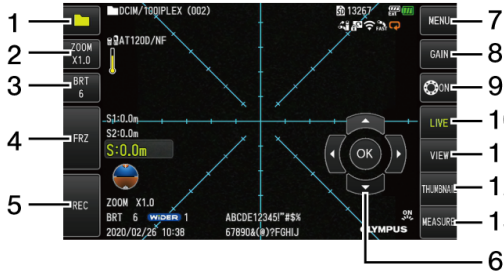 1
2
3
4
5
ZOOM
X1.0
BRT
6
FRZ
REC
DCIM/100IPLEX (002)
13267
EXT
FAST
AT120D/NF
S1:0.0m
S2:0.0m
S:0.0m
ZOOM X1.0
BRT 6 WiDER 1
2020/02/26 10:38
ABCDE12345!"#$%
67890&(@)?FGHIJ
OK
ON
OLYMPUS
6
MENU
GAIN
ON
LIVE
VIEW
THUMBNAIL
MEASURE
7
8
9
1
1
1